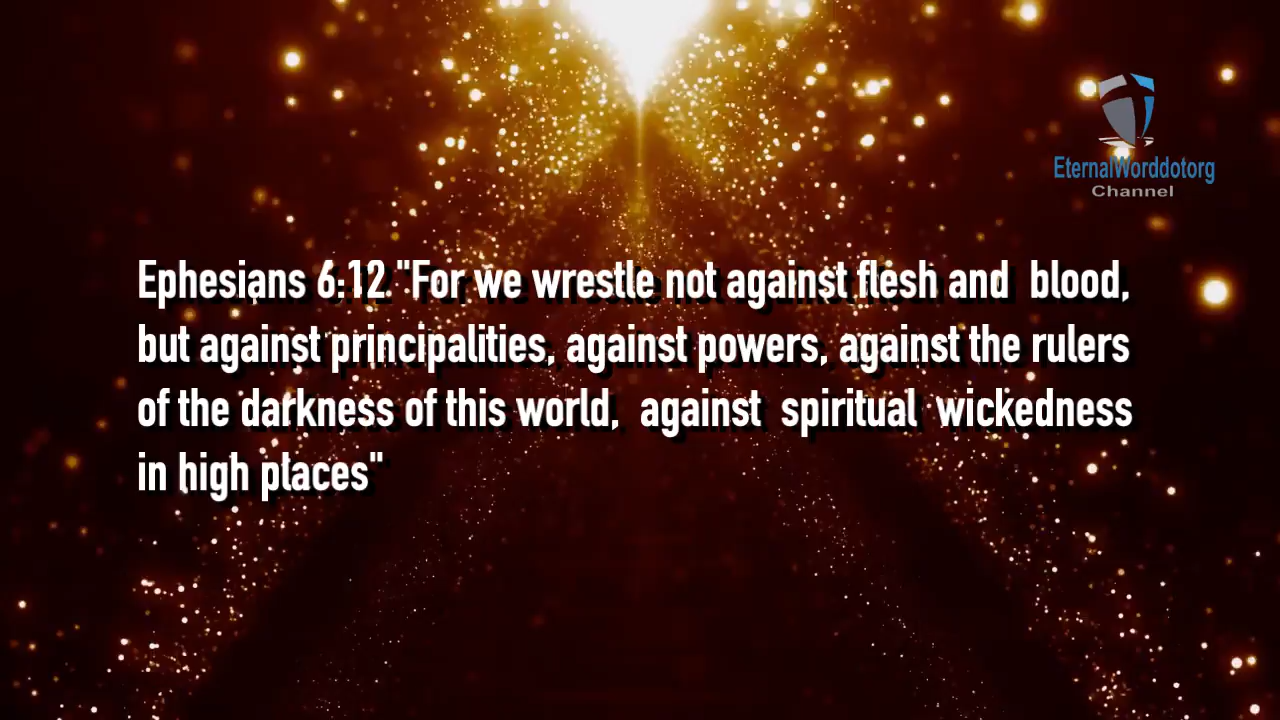 EternalWorddotorg
Channel
Ephesians 6:12 "For we wrestle not against flesh and blood,
but against principalities, against powers, against the rulers
of the darkness of this world, against spiritual wickedness
in high places"